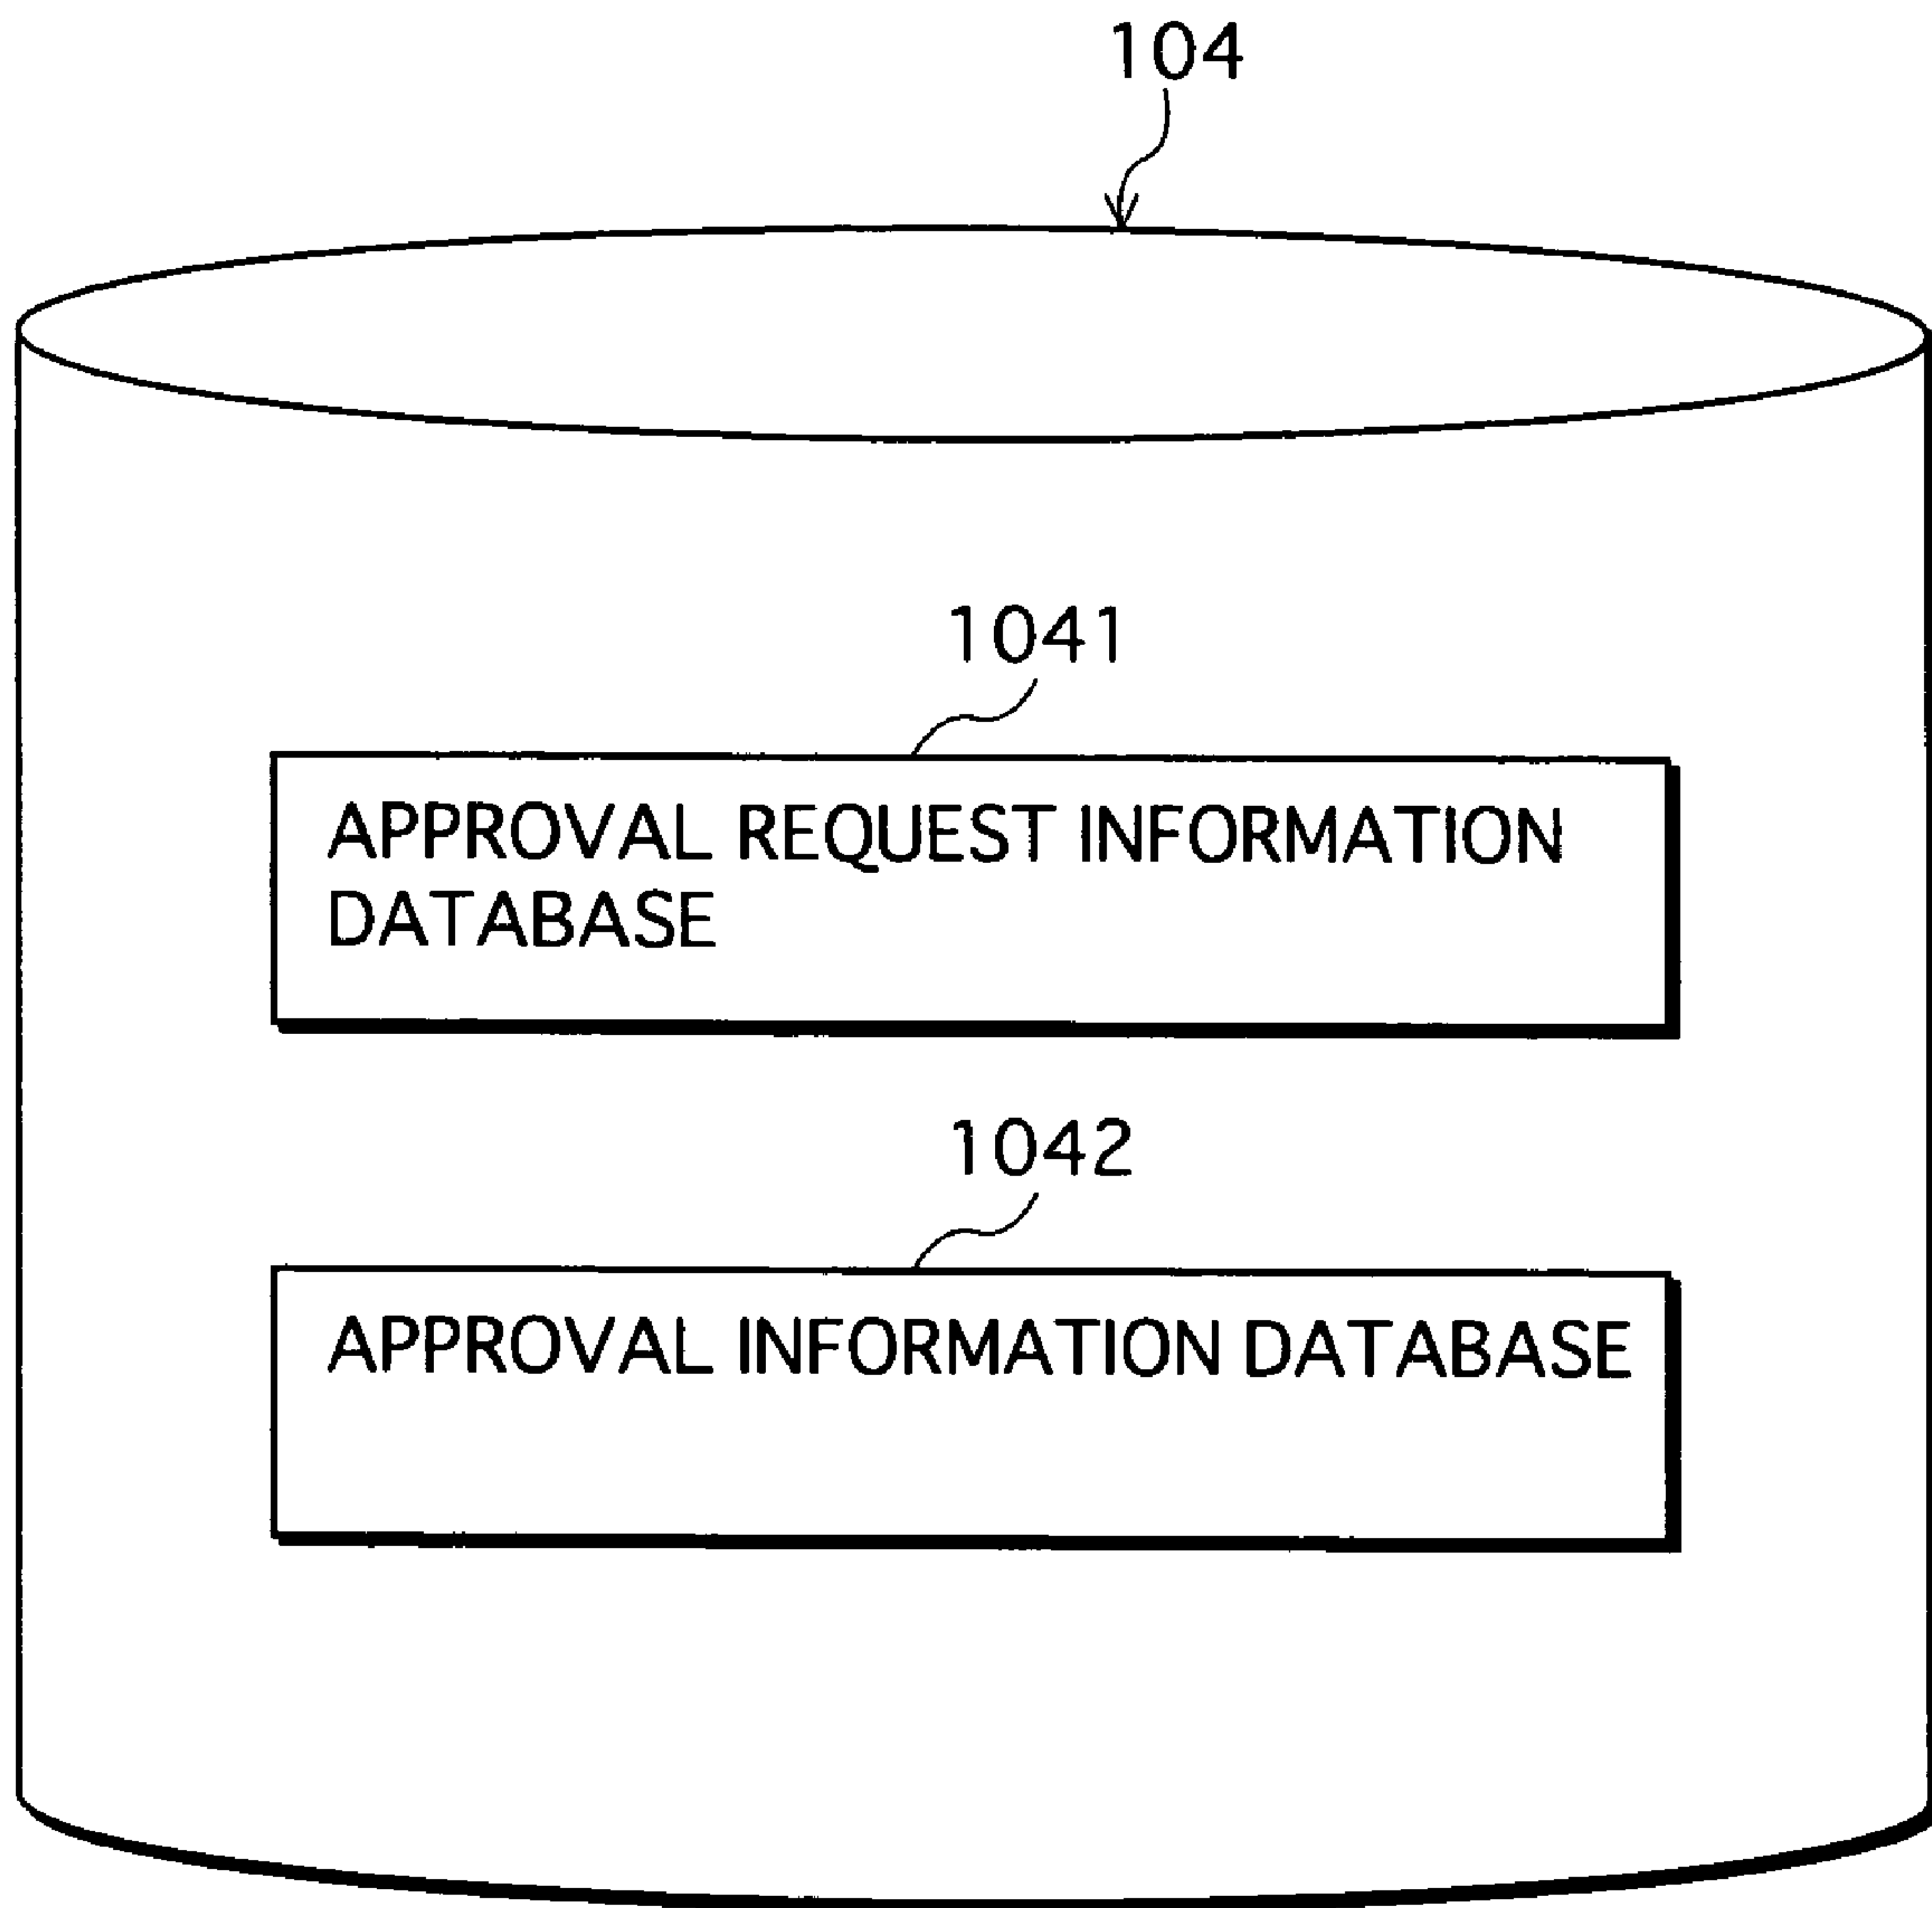 104
1041
APPROVAL REQUEST INFORMATION
DATABASE
1042
APPROVAL INFORMATION DATABASE